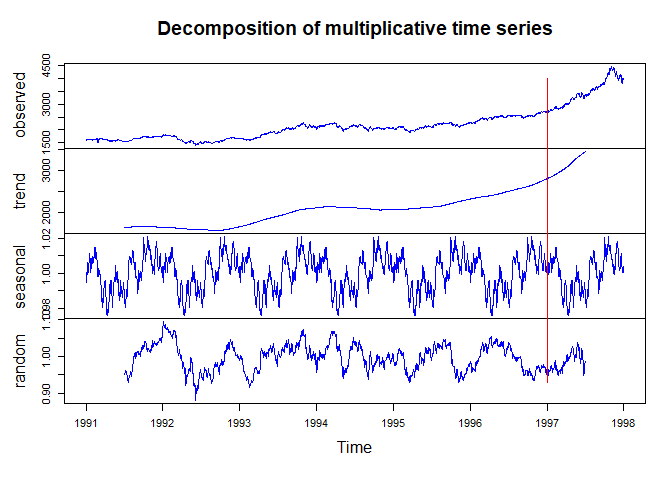 Decomposition of multiplicative time series
observed
1500 3000 4500
trend
2000 3000
seasonal
0.98 1.00 1.02
random
0.90 1.00
1991 1992 1993 1994 1995 1996 1997 1998
Time